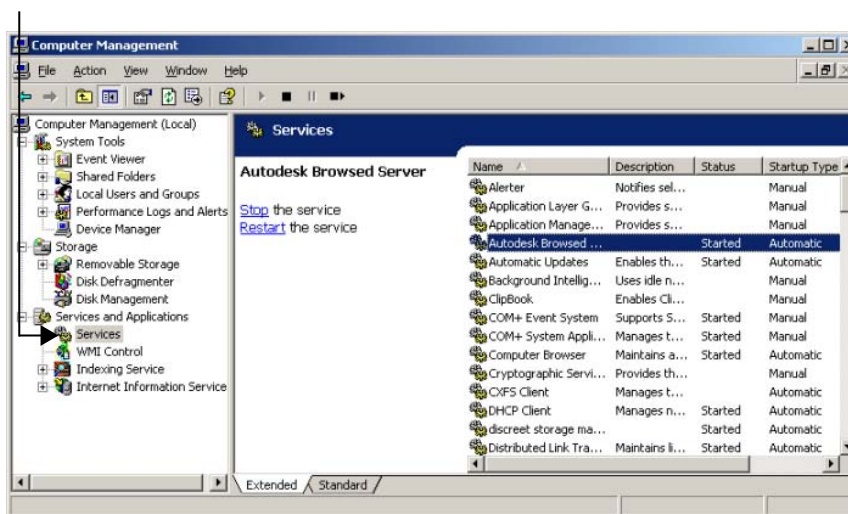 Computer Management
File Action View Window Help
Computer Management (Local)
System Tools
Event Viewer
Shared Folders
Local Users and Groups
Performance Logs and Alerts
Device Manager
Storage
Removable Storage
Disk Defragmenter
Disk Management
Services and Applications
Services
WMI Control
Indexing Service
Internet Information Service
Services
Autodesk Browsed Server
Stop the service
Restart the service
Name Description Status Startup Type
Alerter Notifies sel... Manual
Application Layer G... Provides s... Manual
Application Manage... Provides s... Manual
Autodesk Browsed ... Started Automatic
Automatic Updates Enables th... Started Automatic
Background Intellig... Uses idle n... Manual
ClipBook Enables Cli... Manual
COM+ Event System Supports S... Started Manual
COM+ System Appli... Manages t... Started Manual
Computer Browser Maintains a... Started Automatic
Cryptographic Servi... Provides th... Manual
CXFS Client Manages t... Automatic
DHCP Client Manages n... Started Automatic
discreet storage ma... Started Automatic
Distributed Link Tra... Maintains li... Started Automatic
Extended Standard